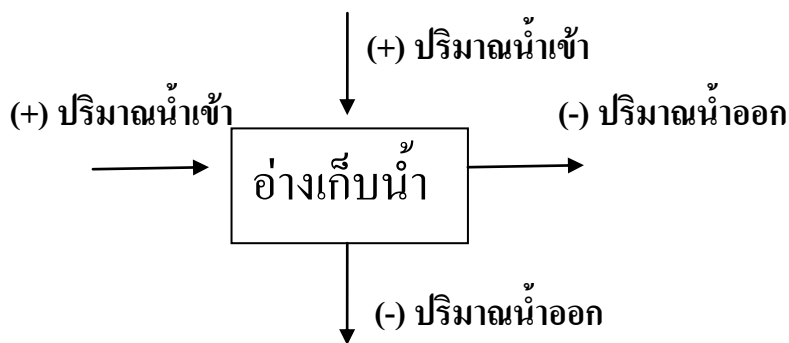 (+) ปริมาณน้ำเข้า
(+) ปริมาณน้ำเข้า
(-) ปริมาณน้ำออก
อ่างเก็บน้ำ
(-) ปริมาณน้ำออก